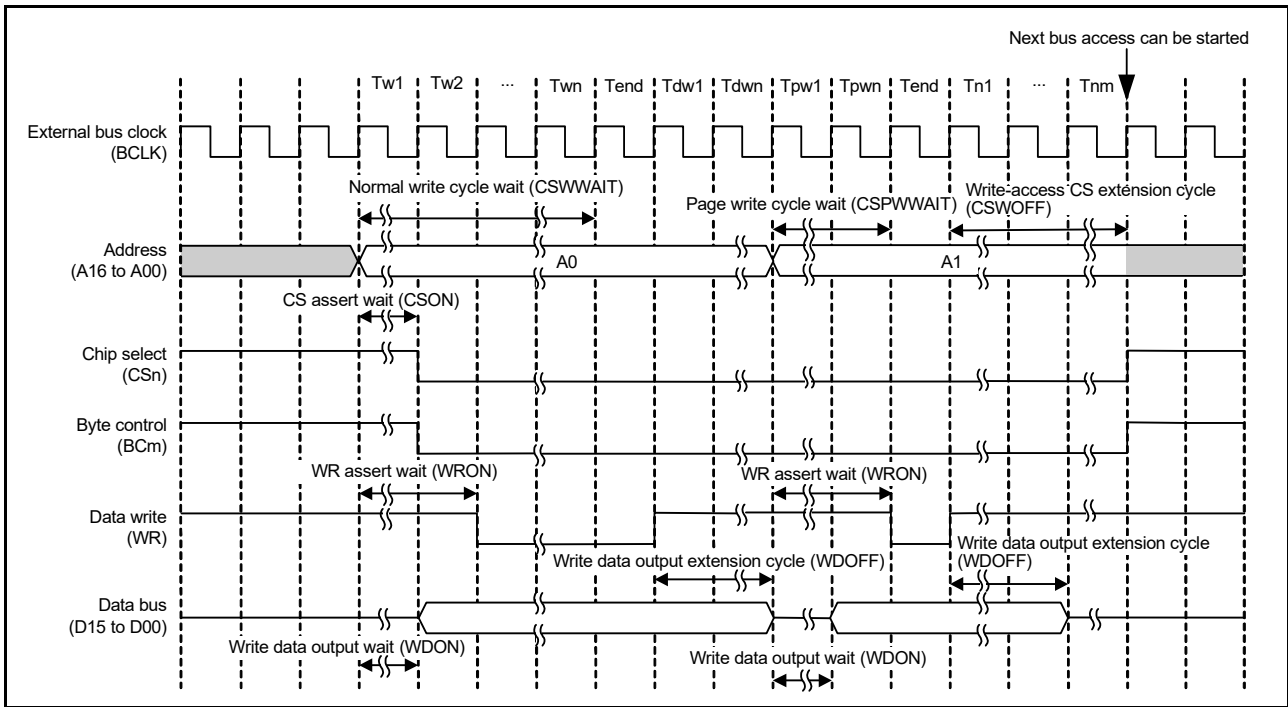 Next bus access can be started
Tw1 Tw2 ... Twn Tend Tdw1 Tdwn Tpw1 Tpwn Tend Tn1 ... Tnm
External bus clock
(BCLK)
Normal write cycle wait (CSWWAIT)
Page write cycle wait (CSPWWAIT)
Write-access CS extension cycle
(CSWOFF)
Address
(A16 to A00)
A0
A1
CS assert wait (CSON)
Chip select
(CSn)
Byte control
(BCm)
WR assert wait (WRON)
WR assert wait (WRON)
Data write
(WR)
Write data output extension cycle (WDOFF)
Write data output extension cycle
(WDOFF)
Data bus
(D15 to D00)
Write data output wait (WDON)
Write data output wait (WDON)